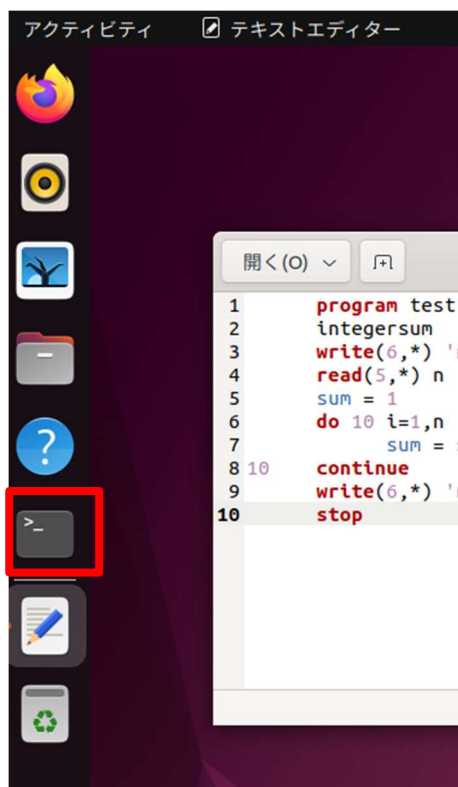 アクティビティ テキストエディター
開く(O)
1 program test
2 integersum
3 write(6,*) '
4 read(5,*) n
5 sum = 1
6 do 10 i=1,n
7 sum =
8 10 continue
9 write(6,*) '
10 stop
>_
?